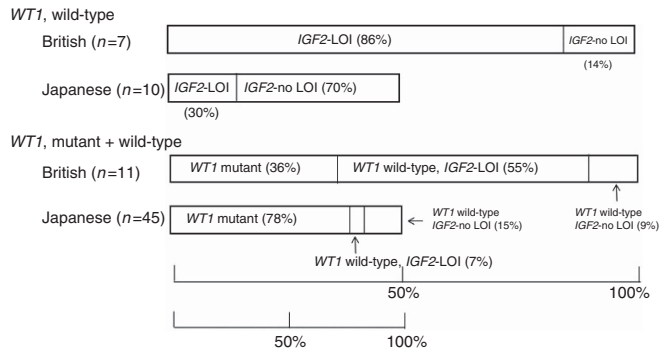 WT1, wild-type
British (n=7)
IGF2-LOI (86%)
IGF2-no LOI
(14%)
Japanese (n=10)
IGF2-LOI
IGF2-no LOI (70%)
(30%)
WT1, mutant + wild-type
British (n=11)
WT1 mutant (36%)
WT1 wild-type, IGF2-LOI (55%)
WT1 wild-type
IGF2-no LOI (9%)
Japanese (n=45)
WT1 mutant (78%)
WT1 wild-type
IGF2-no LOI (15%)
WT1 wild-type, IGF2-LOI (7%)
50%
100%
50%
100%